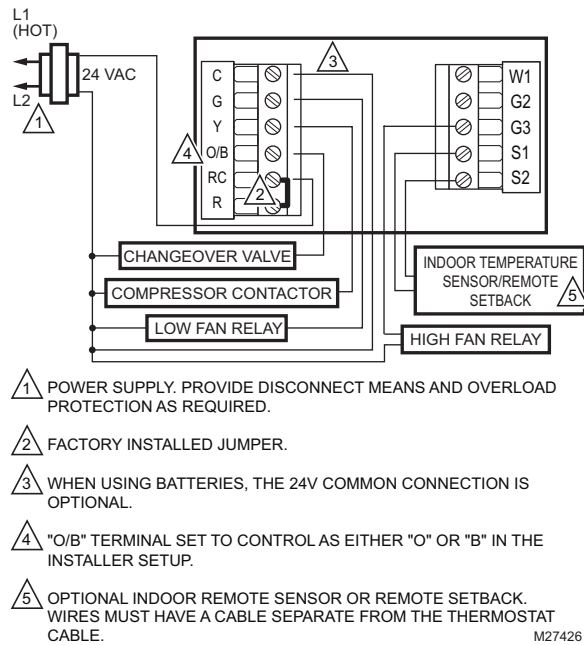 L1
(HOT)
24 VAC
L2
1
3
C
G
Y
4
O/B
RC
R
2
W1
G2
G3
S1
S2
CHANGEOVER VALVE
COMPRESSOR CONTACTOR
LOW FAN RELAY
INDOOR TEMPERATURE
SENSOR/REMOTE
SETBACK
5
HIGH FAN RELAY
1 POWER SUPPLY. PROVIDE DISCONNECT MEANS AND OVERLOAD
PROTECTION AS REQUIRED.
2 FACTORY INSTALLED JUMPER.
3 WHEN USING BATTERIES, THE 24V COMMON CONNECTION IS
OPTIONAL.
4 "O/B" TERMINAL SET TO CONTROL AS EITHER "O" OR "B" IN THE
INSTALLER SETUP.
5 OPTIONAL INDOOR REMOTE SENSOR OR REMOTE SETBACK.
WIRES MUST HAVE A CABLE SEPARATE FROM THE THERMOSTAT
CABLE.
M27426